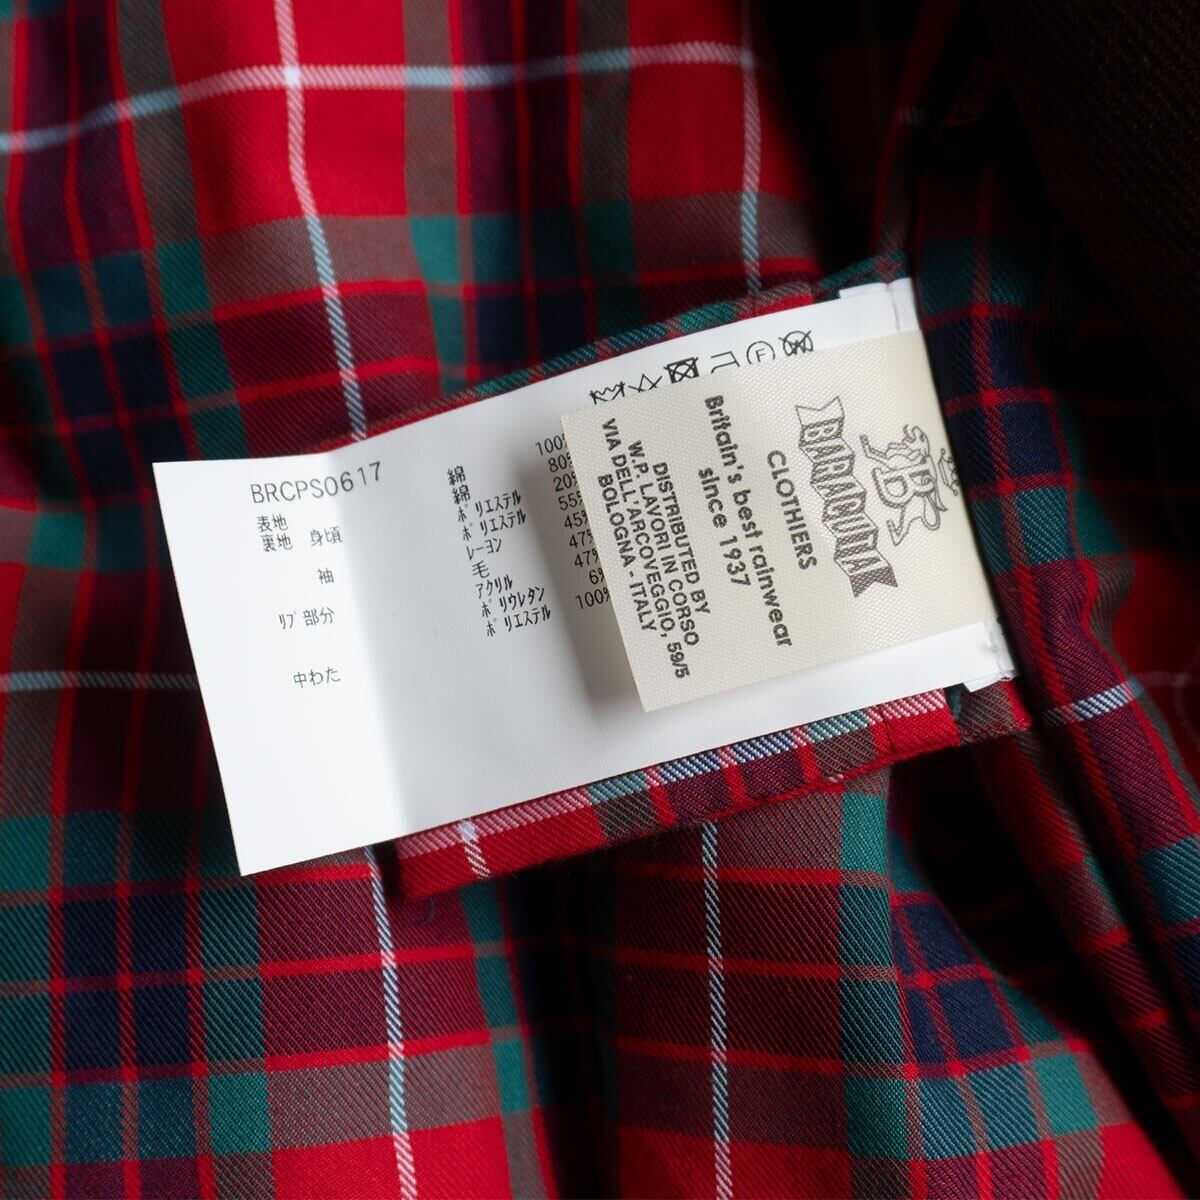 BRCPS0617
表地 綿 100%
裏地 身頃 綿 80%
ポリエステル 20%
袖 ポリエステル 55%
レーヨン 45%
リブ部分 毛 47%
アクリル 47%
ポリウレタン 6%
中わた ポリエステル 100%
BARACUTA
CLOTHIERS
Britain's best rainwear
since 1937
DISTRIBUTED BY
W.P. LAVORI IN CORSO
VIA DELL'ARCOVEGGIO, 59/5
BOLOGNA - ITALY